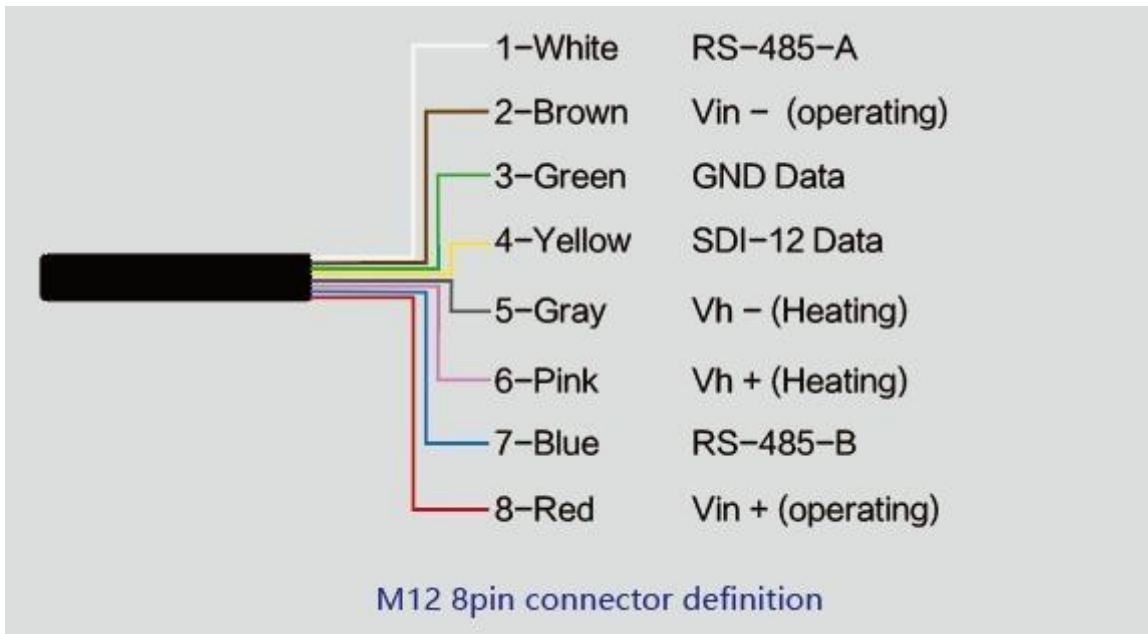 1-White RS-485-A
2-Brown Vin - (operating)
3-Green GND Data
4-Yellow SDI-12 Data
5-Gray Vh - (Heating)
6-Pink Vh + (Heating)
7-Blue RS-485-B
8-Red Vin + (operating)
M12 8pin connector definition